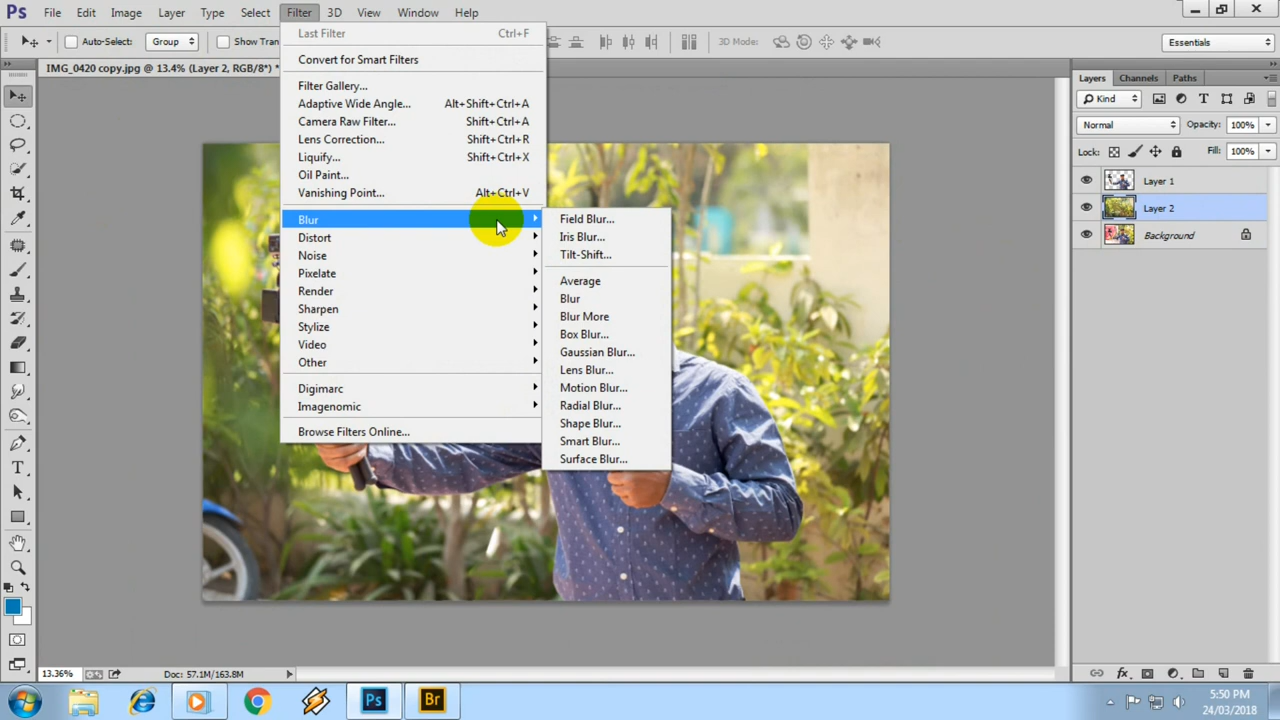 Ps File Edit Image Layer Type Select Filter 3D View Window Help
Auto-Select: Group Show Tran 3D Mode: Essentials
IMG_0420 copy.jpg @ 13.4% (Layer 2, RGB/8*) *
Last Filter Ctrl+F
Convert for Smart Filters
Filter Gallery...
Adaptive Wide Angle... Alt+Shift+Ctrl+A
Camera Raw Filter... Shift+Ctrl+A
Lens Correction... Shift+Ctrl+R
Liquify... Shift+Ctrl+X
Oil Paint...
Vanishing Point... Alt+Ctrl+V
Blur
Distort
Noise
Pixelate
Render
Sharpen
Stylize
Video
Other
Digimarc
Imagenomic
Browse Filters Online...
Field Blur...
Iris Blur...
Tilt-Shift...
Average
Blur
Blur More
Box Blur...
Gaussian Blur...
Lens Blur...
Motion Blur...
Radial Blur...
Shape Blur...
Smart Blur...
Surface Blur...
Layers Channels Paths
Kind
Normal Opacity: 100%
Lock: Fill: 100%
Layer 1
Layer 2
Background
13.36% Doc: 57.1M/163.8M
Ps Br
5:50 PM
24/03/2018